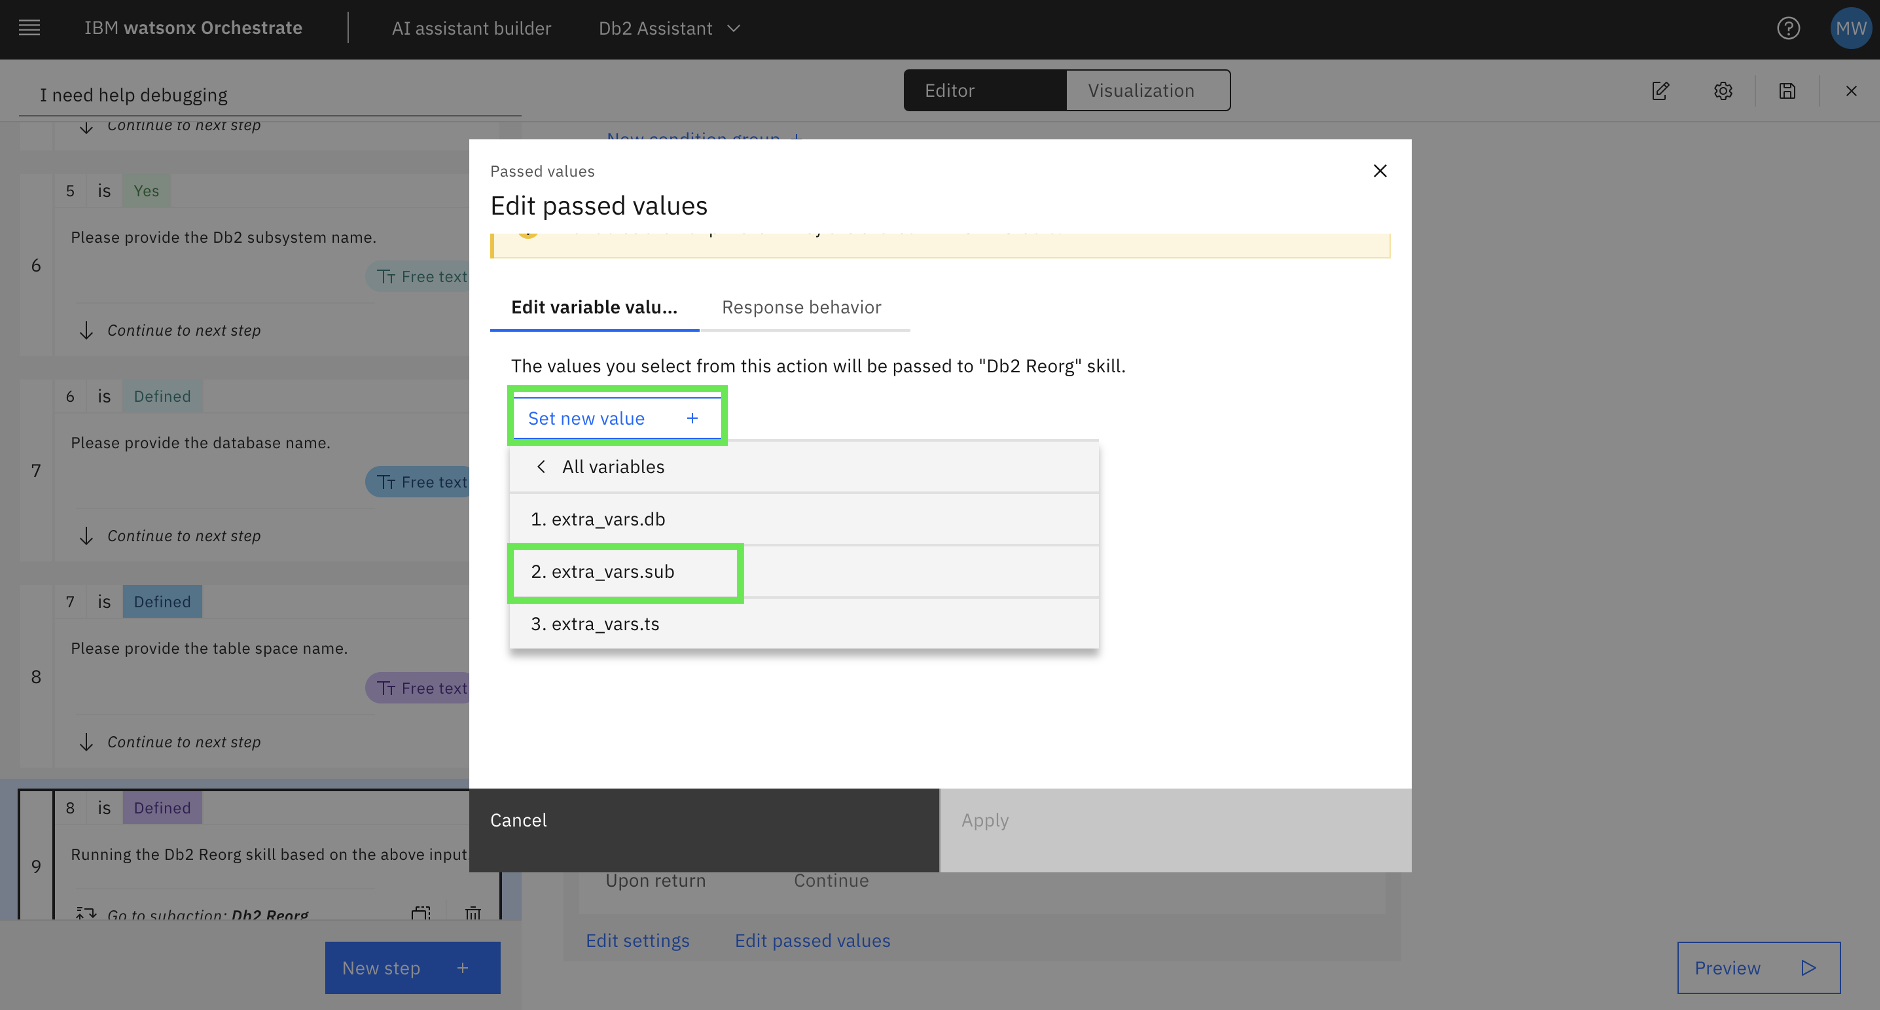 IBM watsonx Orchestrate
AI assistant builder
Db2 Assistant
MW
I need help debugging
Editor
Visualization
Continue to next step
New condition group +
5 is Yes
Please provide the Db2 subsystem name.
6
Free text
Continue to next step
6 is Defined
Please provide the database name.
7
Free text
Continue to next step
7 is Defined
Please provide the table space name.
8
Free text
Continue to next step
8 is Defined
Running the Db2 Reorg skill based on the above input
9
Go to subaction: Db2 Reorg
New step +
Passed values
Edit passed values
Edit variable valu...
Response behavior
The values you select from this action will be passed to "Db2 Reorg" skill.
Set new value +
All variables
1. extra_vars.db
2. extra_vars.sub
3. extra_vars.ts
Cancel
Apply
Upon return
Continue
Edit settings
Edit passed values
Preview